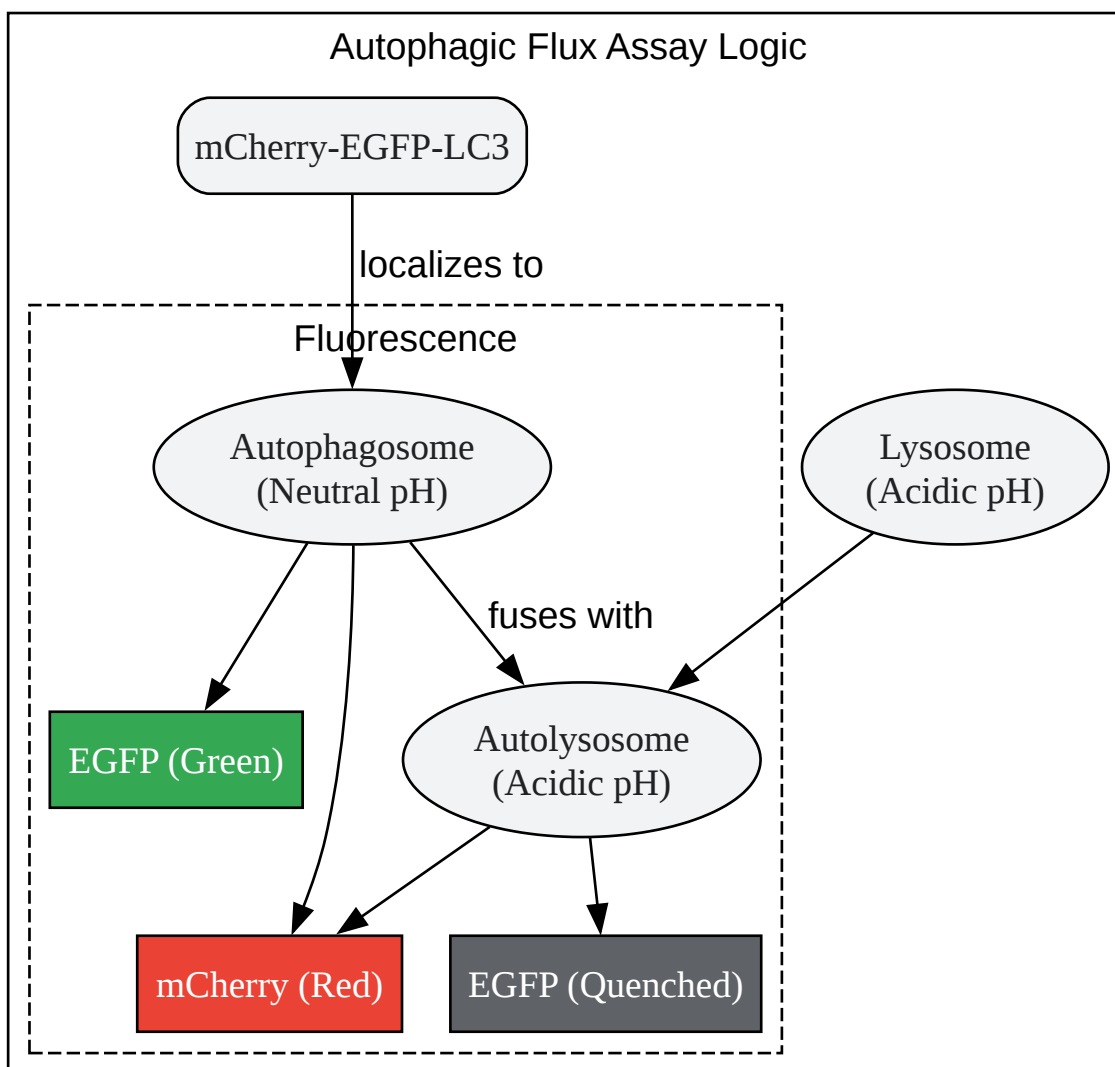 Autophagic Flux Assay Logic
mCherry-EGFP-LC3
localizes to
Fluorescence
Autophagosome
(Neutral pH)
Lysosome
(Acidic pH)
fuses with
EGFP (Green)
Autolysosome
(Acidic pH)
mCherry (Red)
EGFP (Quenched)